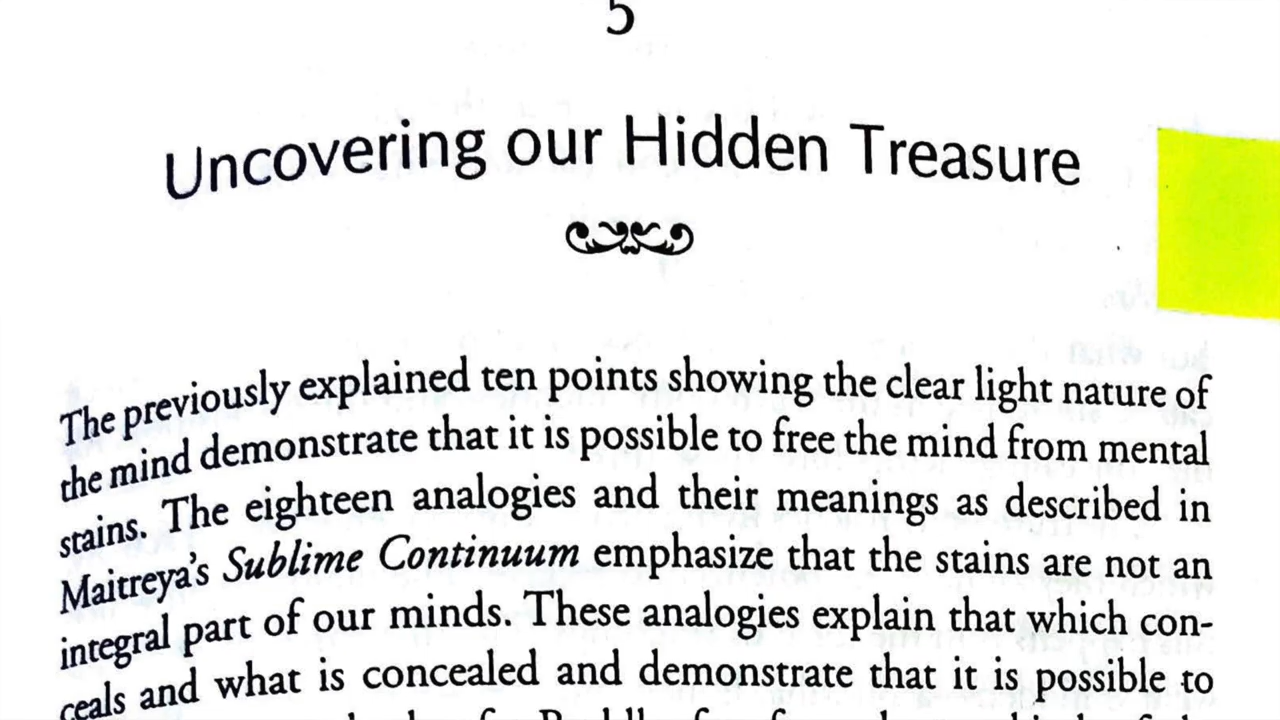 5
Uncovering our Hidden Treasure
The previously explained ten points showing the clear light nature of
the mind demonstrate that it is possible to free the mind from mental
stains. The eighteen analogies and their meanings as described in
Maitreya's Sublime Continuum emphasize that the stains are not an
integral part of our minds. These analogies explain that which con-
ceals and what is concealed and demonstrate that it is possible to